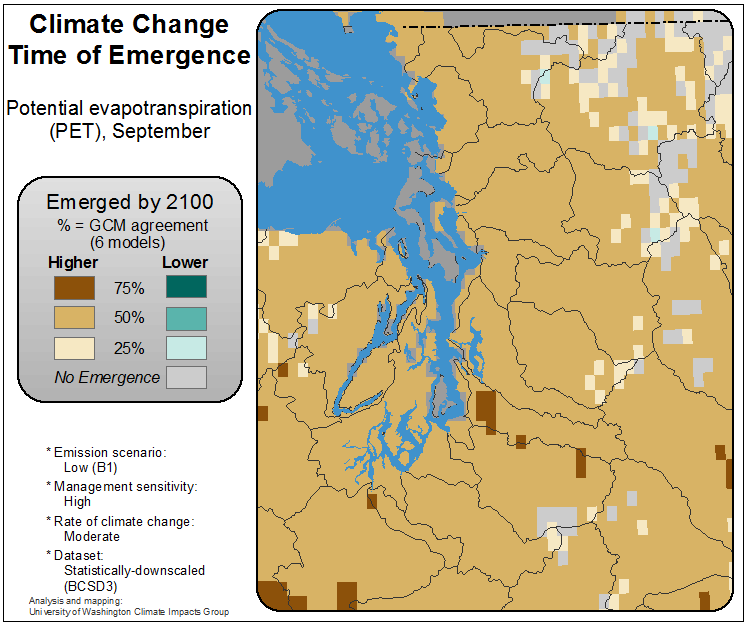 Climate Change
Time of Emergence
Potential evapotranspiration
(PET), September
Emerged by 2100
% = GCM agreement
(6 models)
Higher Lower
75%
50%
25%
No Emergence
* Emission scenario:
Low (B1)
* Management sensitivity:
High
* Rate of climate change:
Moderate
* Dataset:
Statistically-downscaled
(BCSD3)
Analysis and mapping:
University of Washington Climate Impacts Group